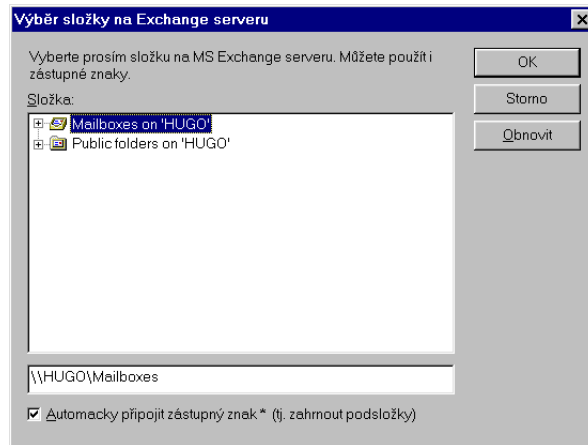 Výběr složky na Exchange serveru
Vyberte prosím složku na MS Exchange serveru. Můžete použít i
zástupné znaky.
Složka:
Mailboxes on 'HUGO'
Public folders on 'HUGO'
\\HUGO\Mailboxes
Automacky připojit zástupný znak * (tj. zahrnout podsložky)
OK
Storno
Obnovit